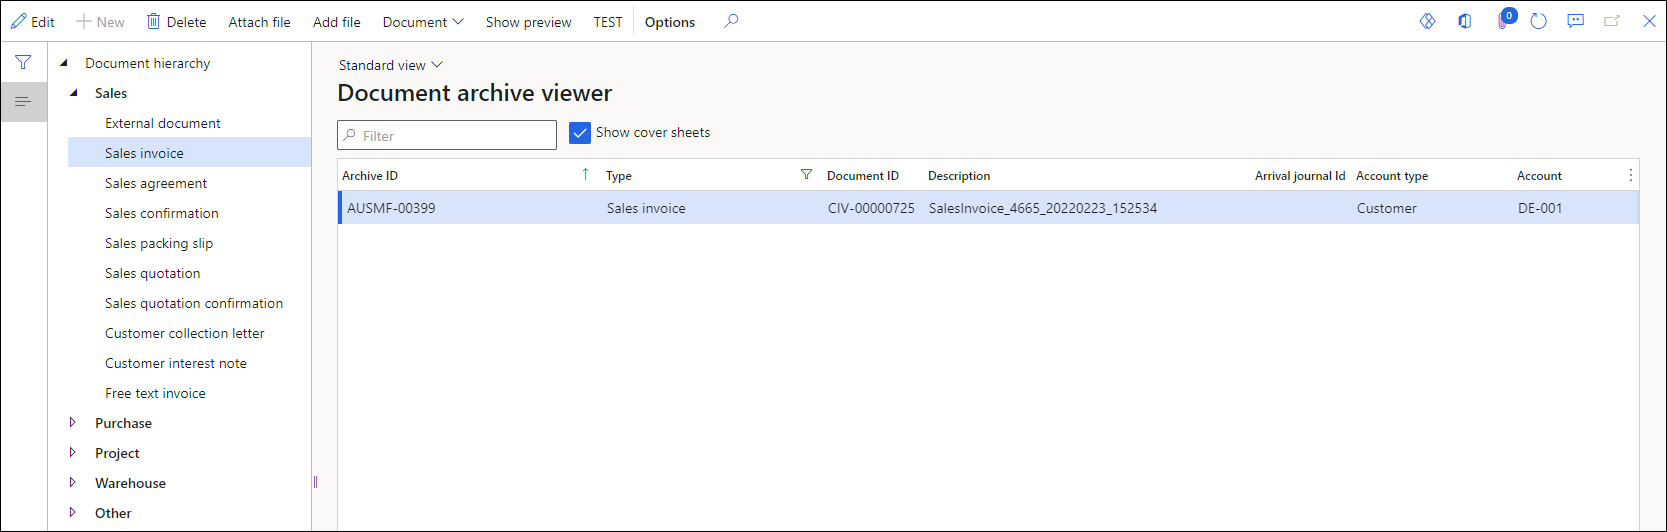 Edit New Delete Attach file Add file Document Show preview TEST Options 0
Document hierarchy
Sales
External document
Sales invoice
Sales agreement
Sales confirmation
Sales packing slip
Sales quotation
Sales quotation confirmation
Customer collection letter
Customer interest note
Free text invoice
Purchase
Project
Warehouse
Other
Standard view
Document archive viewer
Filter Show cover sheets
Archive ID Type Document ID Description Arrival journal Id Account type Account
AUSMF-00399 Sales invoice CIV-00000725 SalesInvoice_4665_20220223_152534 Customer DE-001